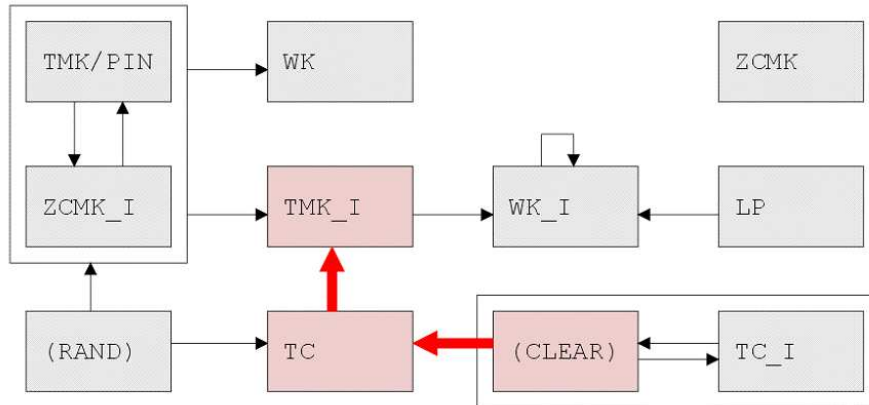 TMK/PIN
WK
ZCMK
ZCMK_I
TMK_I
WK_I
LP
(RAND)
TC
(CLEAR)
TC_I